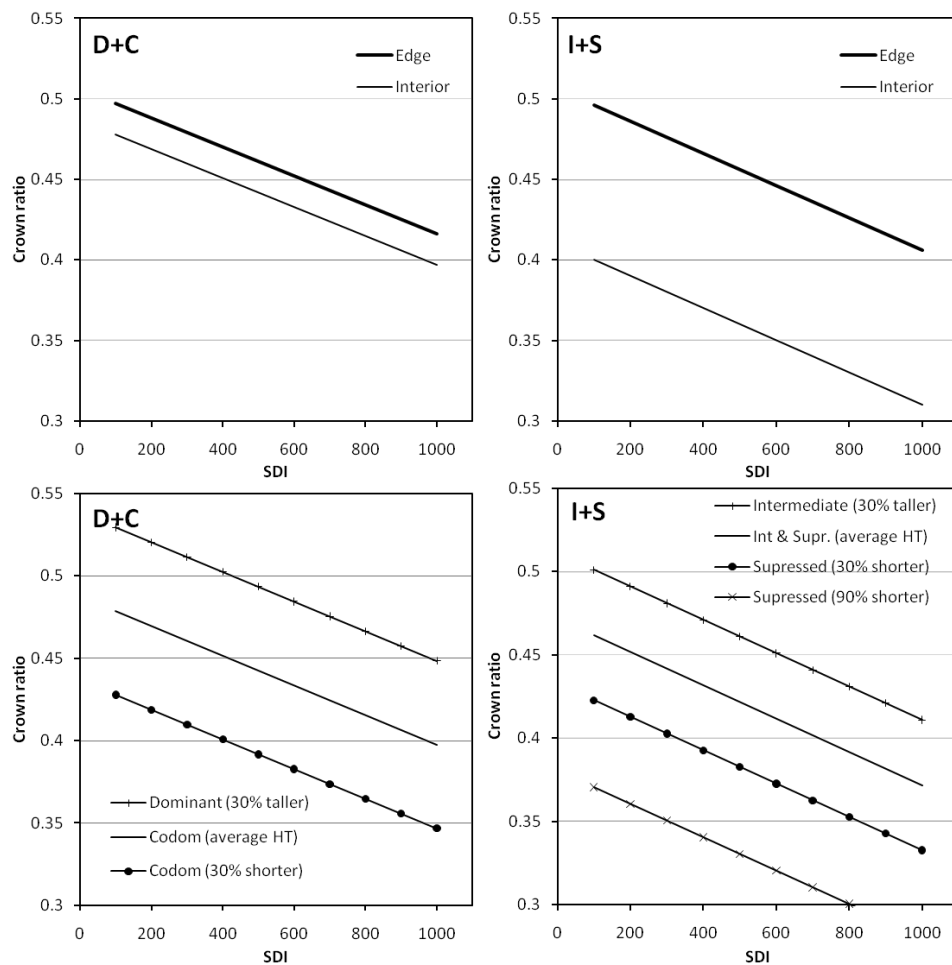 D+C
Edge
Interior
0.55
0.5
0.45
0.4
0.35
0.3
Crown ratio
0 200 400 600 800 1000
SDI
I+S
Edge
Interior
0.55
0.5
0.45
0.4
0.35
0.3
Crown ratio
0 200 400 600 800 1000
SDI
D+C
0.55
0.5
0.45
0.4
0.35
0.3
Crown ratio
Dominant (30% taller)
Codom (average HT)
Codom (30% shorter)
0 200 400 600 800 1000
SDI
I+S
Intermediate (30% taller)
Int & Supr. (average HT)
Supressed (30% shorter)
Supressed (90% shorter)
0.55
0.5
0.45
0.4
0.35
0.3
Crown ratio
0 200 400 600 800 1000
SDI